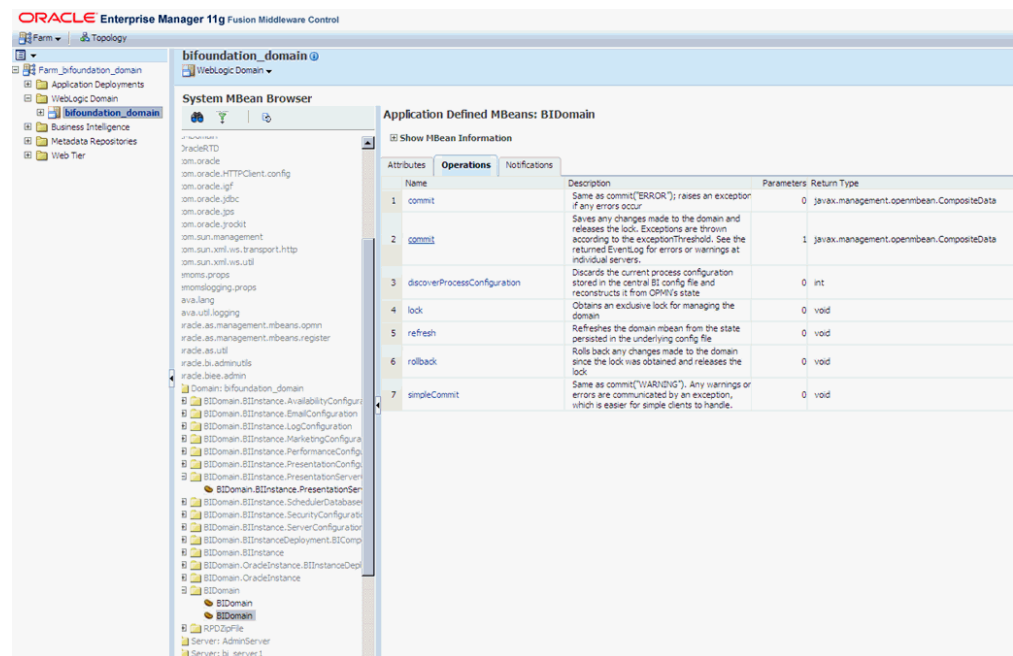 ORACLE Enterprise Manager 11g Fusion Middleware Control
Farm Topology
Farm_bifoundation_domain
Application Deployments
WebLogic Domain
bifoundation_domain
Business Intelligence
Metadata Repositories
Web Tier
bifoundation_domain
WebLogic Domain
System MBean Browser
OracleRTD
com.oracle
com.oracle.HTTPClient.config
com.oracle.igf
com.oracle.jdbc
com.oracle.jps
com.oracle.jrockit
com.sun.management
com.sun.xml.ws.transport.http
com.sun.xml.ws.util
emoms.props
emomslogging.props
java.lang
java.util.logging
oracle.as.management.mbeans.opmn
oracle.as.management.mbeans.register
oracle.as.util
oracle.bi.adminutils
oracle.biee.admin
Domain: bifoundation_domain
BIDomain.BIInstance.AvailabilityConfigura
BIDomain.BIInstance.EmailConfiguration
BIDomain.BIInstance.LogConfiguration
BIDomain.BIInstance.MarketingConfigura
BIDomain.BIInstance.PerformanceConfigu
BIDomain.BIInstance.PresentationConfigu
BIDomain.BIInstance.PresentationServer
BIDomain.BIInstance.PresentationSer
BIDomain.BIInstance.SchedulerDatabase
BIDomain.BIInstance.SecurityConfiguratio
BIDomain.BIInstance.ServerConfiguration
BIDomain.BIInstanceDeployment.BIComp
BIDomain.BIInstance
BIDomain.OracleInstance.BIInstanceDepl
BIDomain.OracleInstance
BIDomain
BIDomain
BIDomain
RPDZipFile
Server: AdminServer
Server: bi_server1
Application Defined MBeans: BIDomain
Show MBean Information
Attributes Operations Notifications
Name Description Parameters Return Type
1 commit Same as commit("ERROR"); raises an exception 0 javax.management.openmbean.CompositeData
if any errors occur
Saves any changes made to the domain and
releases the lock. Exceptions are thrown
2 commit according to the exceptionThreshold. See the 1 javax.management.openmbean.CompositeData
returned EventLog for errors or warnings at
individual servers.
Discards the current process configuration
3 discoverProcessConfiguration stored in the central BI config file and 0 int
reconstructs it from OPMN's state
4 lock Obtains an exclusive lock for managing the 0 void
domain
5 refresh Refreshes the domain mbean from the state 0 void
persisted in the underlying config file
Rolls back any changes made to the domain
6 rollback since the lock was obtained and releases the 0 void
lock
Same as commit("WARNING"). Any warnings or
7 simpleCommit errors are communicated by an exception, 0 void
which is easier for simple clients to handle.